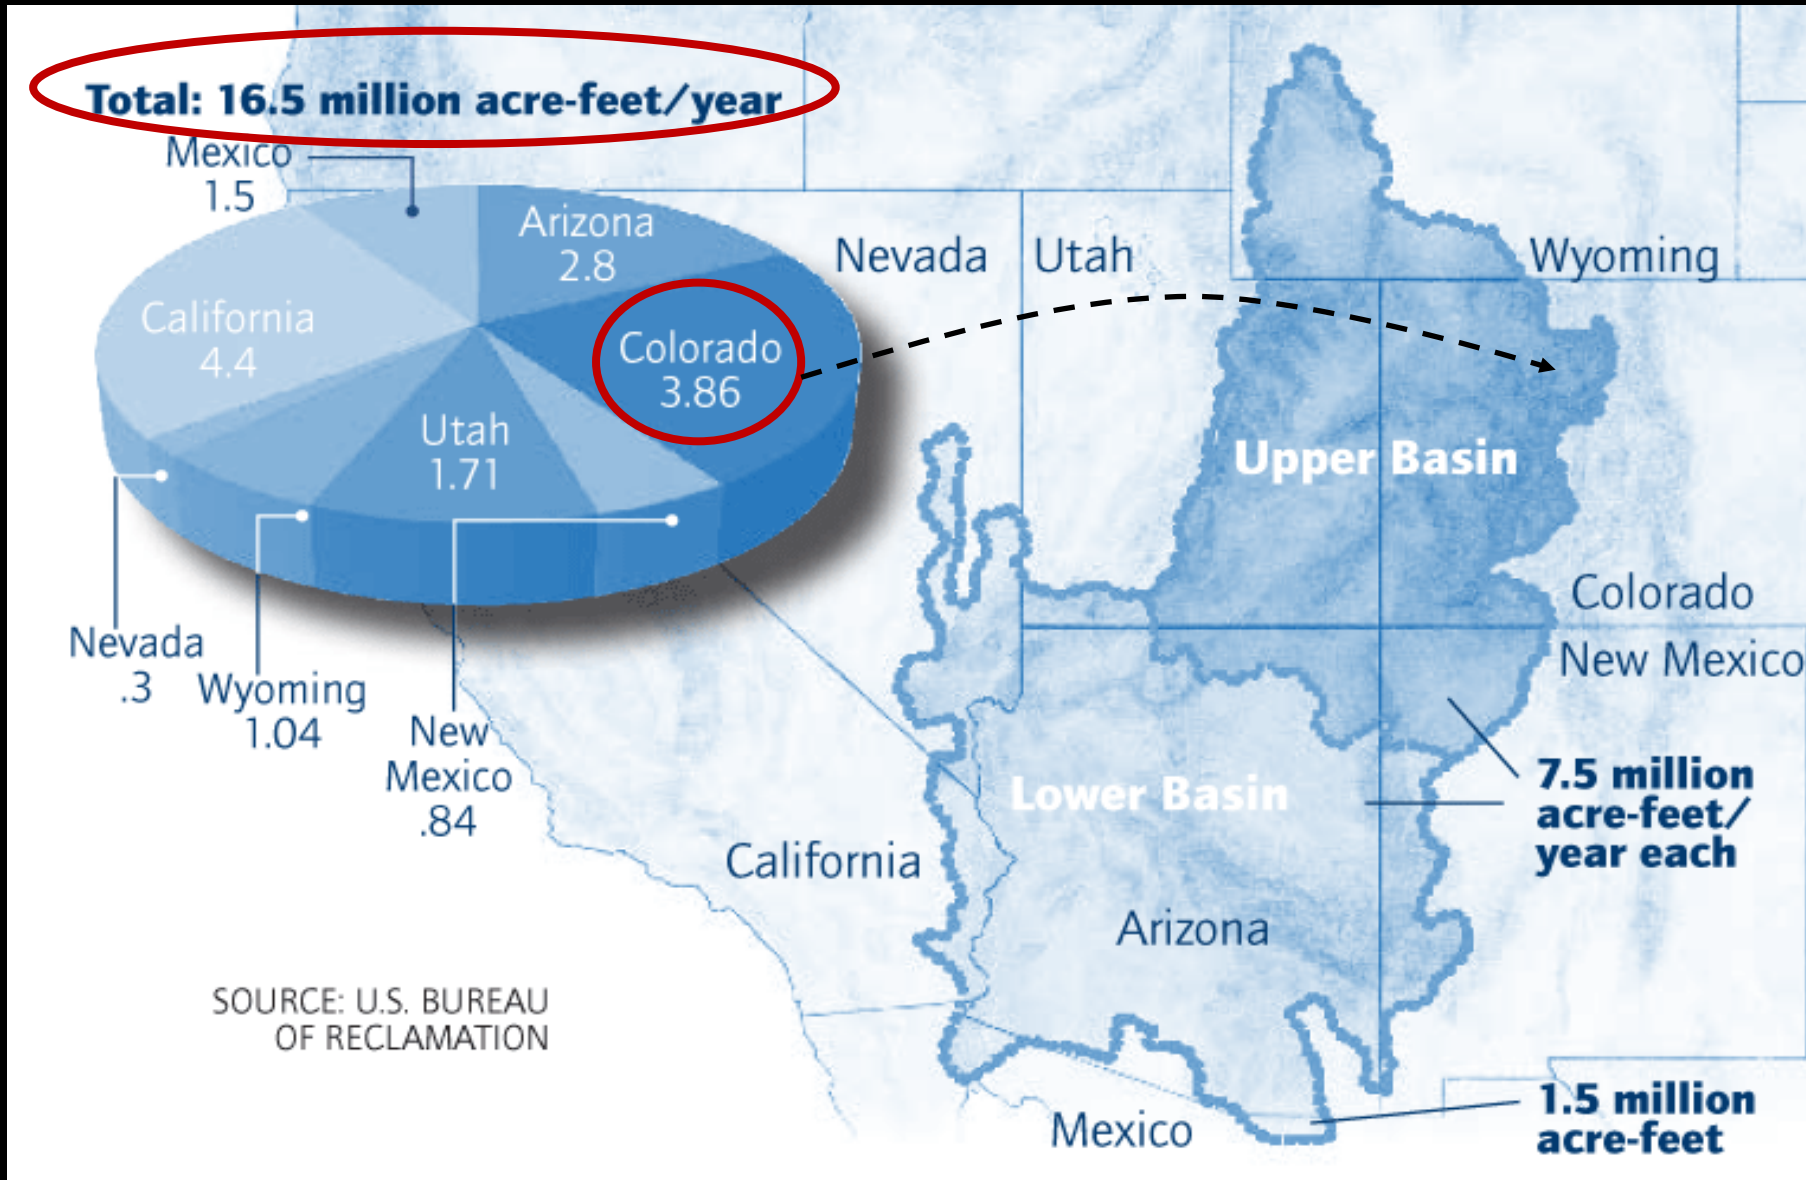 Total: 16.5 million acre-feet/year
Mexico
1.5
Arizona
2.8
California
4.4
Colorado
3.86
Utah
1.71
Nevada
.3
Wyoming
1.04
New
Mexico
.84
Nevada
Utah
Wyoming
Upper Basin
Colorado
New Mexico
7.5 million
acre-feet/
year each
Lower Basin
California
Arizona
Mexico
1.5 million
acre-feet
SOURCE: U.S. BUREAU
OF RECLAMATION